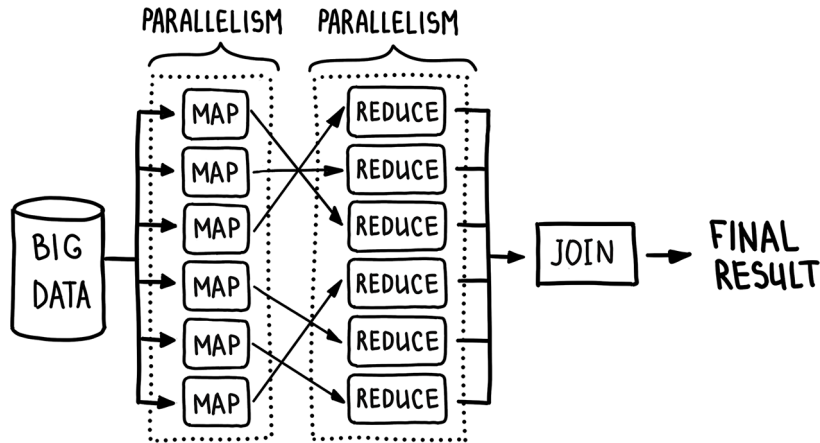 PARALLELISM
PARALLELISM
BIG
DATA
MAP
MAP
MAP
MAP
MAP
MAP
REDUCE
REDUCE
REDUCE
REDUCE
REDUCE
REDUCE
JOIN
FINAL
RESULT